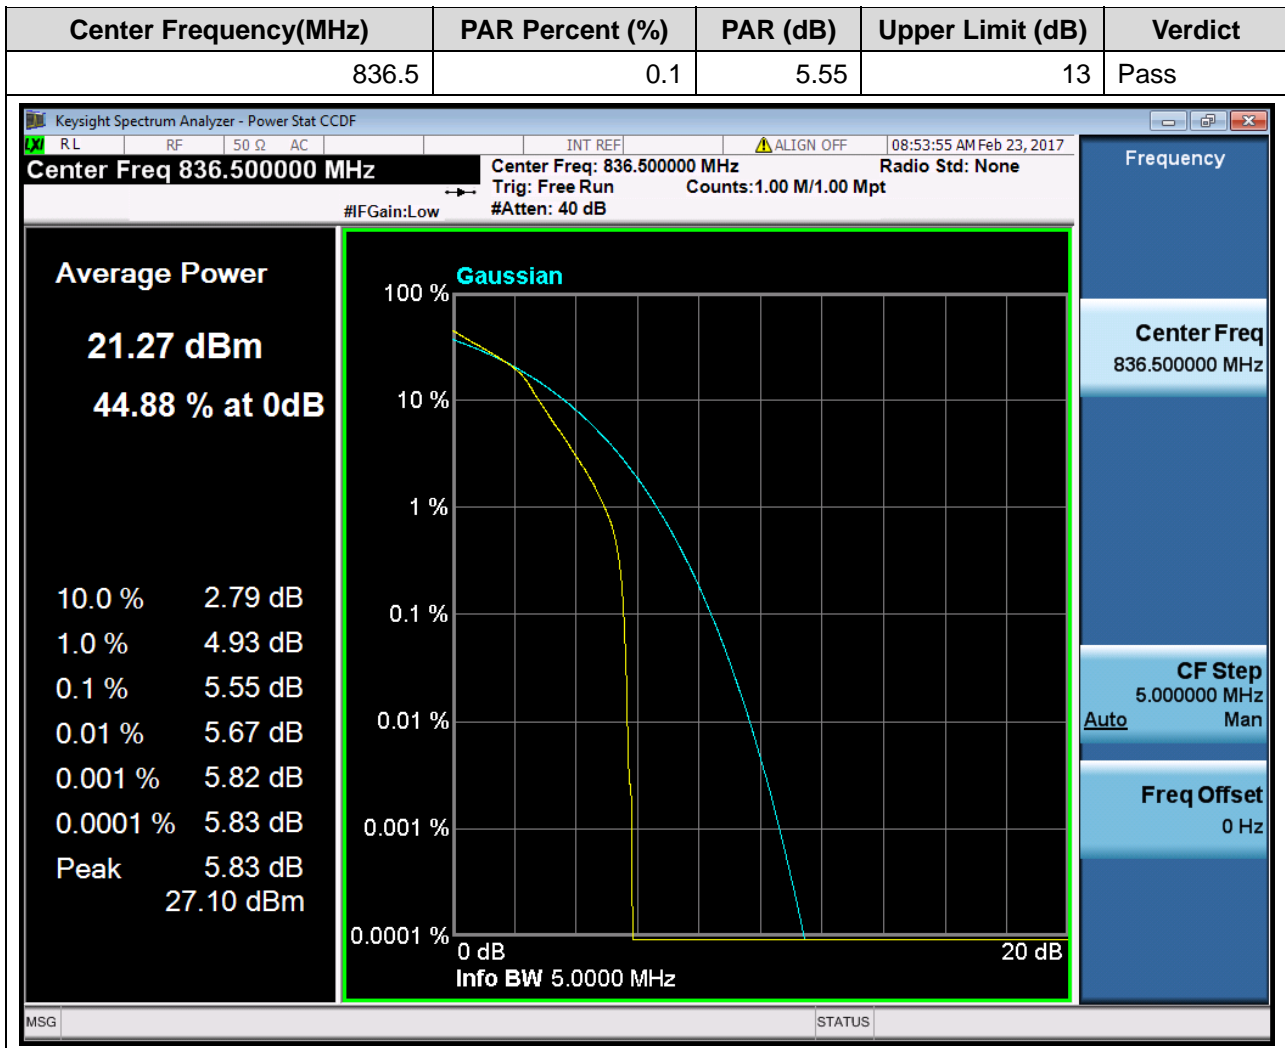 Center Frequency(MHz) PAR Percent (%) PAR (dB) Upper Limit (dB) Verdict
836.5 0.1 5.55 13 Pass
Keysight Spectrum Analyzer - Power Stat CCDF
LXI RL RF 50 Ω AC INT REF ALIGN OFF 08:53:55 AM Feb 23, 2017
Center Freq 836.500000 MHz
Center Freq: 836.500000 MHz Radio Std: None
Trig: Free Run Counts:1.00 M/1.00 Mpt
#IFGain:Low #Atten: 40 dB
Average Power
21.27 dBm
44.88 % at 0dB
10.0 % 2.79 dB
1.0 % 4.93 dB
0.1 % 5.55 dB
0.01 % 5.67 dB
0.001 % 5.82 dB
0.0001 % 5.83 dB
Peak 5.83 dB
27.10 dBm
Gaussian
100 %
10 %
1 %
0.1 %
0.01 %
0.001 %
0.0001 %
0 dB 20 dB
Info BW 5.0000 MHz
Frequency
Center Freq
836.500000 MHz
CF Step
5.000000 MHz
Auto Man
Freq Offset
0 Hz
MSG STATUS